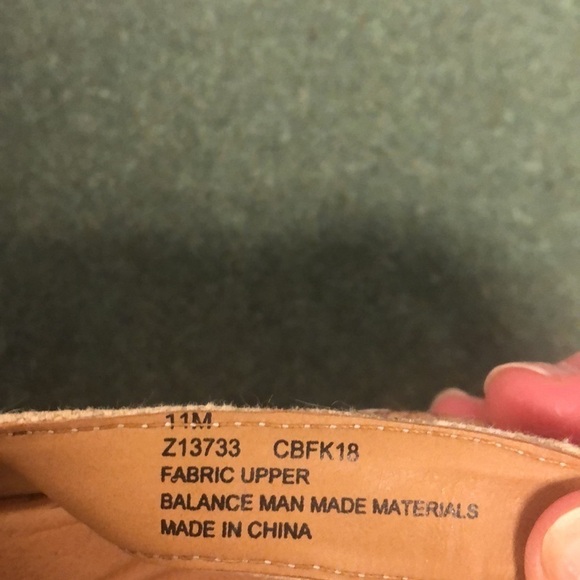 11M
Z13733 CBFK18
FABRIC UPPER
BALANCE MAN MADE MATERIALS
MADE IN CHINA